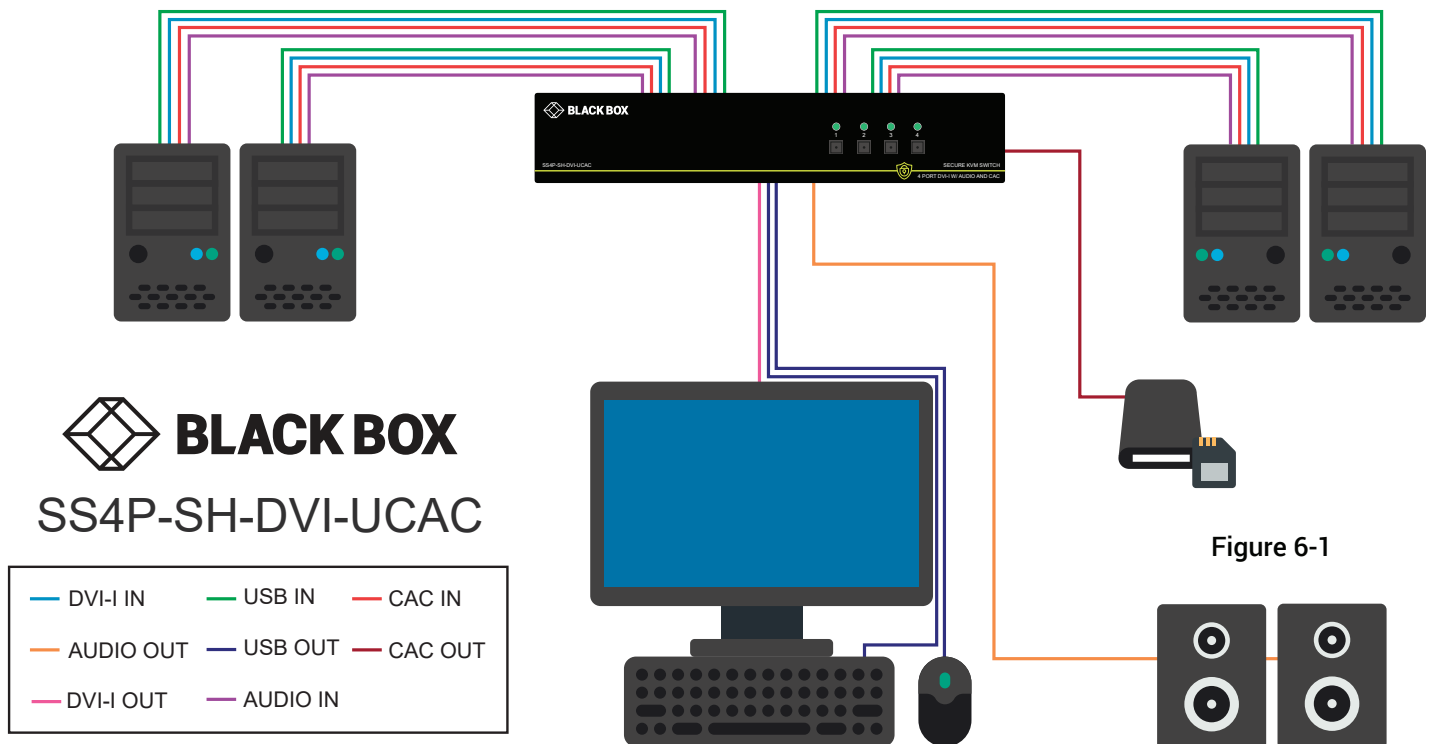 BLACK BOX
1 2 3 4
SS4P-SH-DVI-UCAC
SECURE KVM SWITCH
4 PORT DVI-I W/ AUDIO AND CAC
BLACK BOX
SS4P-SH-DVI-UCAC
Figure 6-1
DVI-I IN
USB IN
CAC IN
AUDIO OUT
USB OUT
CAC OUT
DVI-I OUT
AUDIO IN